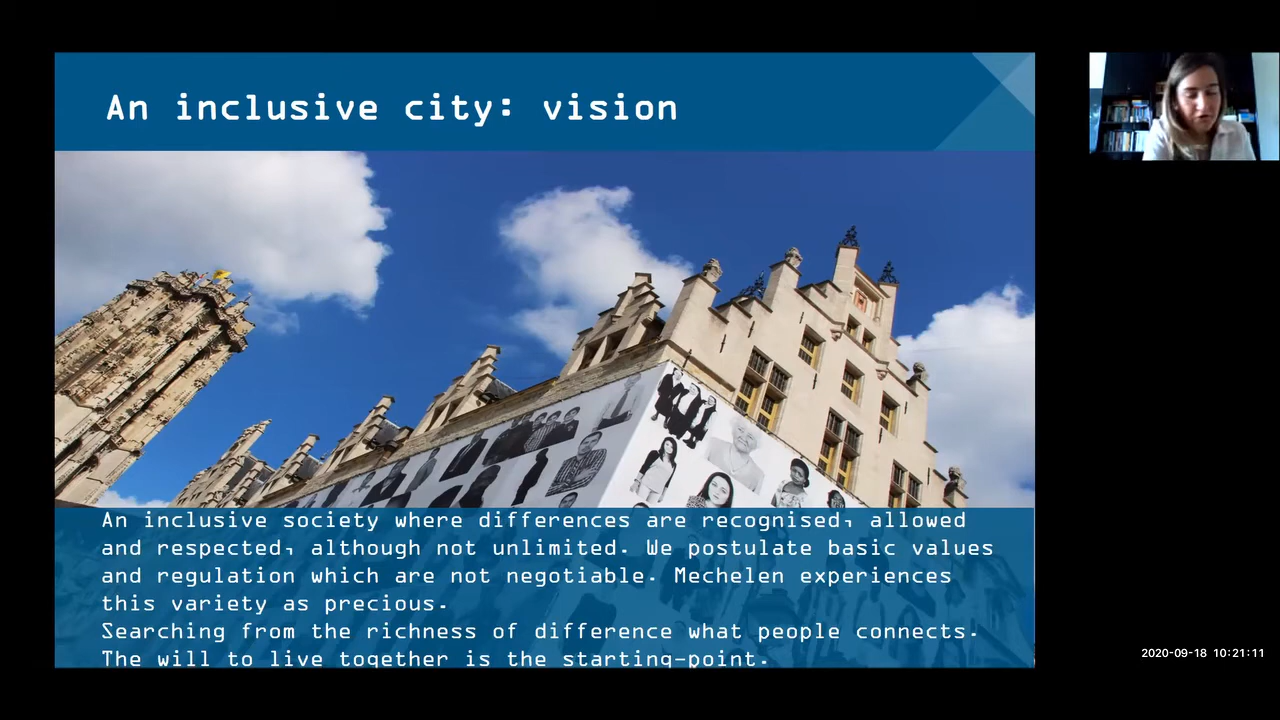 An inclusive city: vision
An inclusive society where differences are recognised, allowed
and respected, although not unlimited. We postulate basic values
and regulation which are not negotiable. Mechelen experiences
this variety as precious.
Searching from the richness of difference what people connects.
The will to live together is the starting-point.
2020-09-18 10:21:11